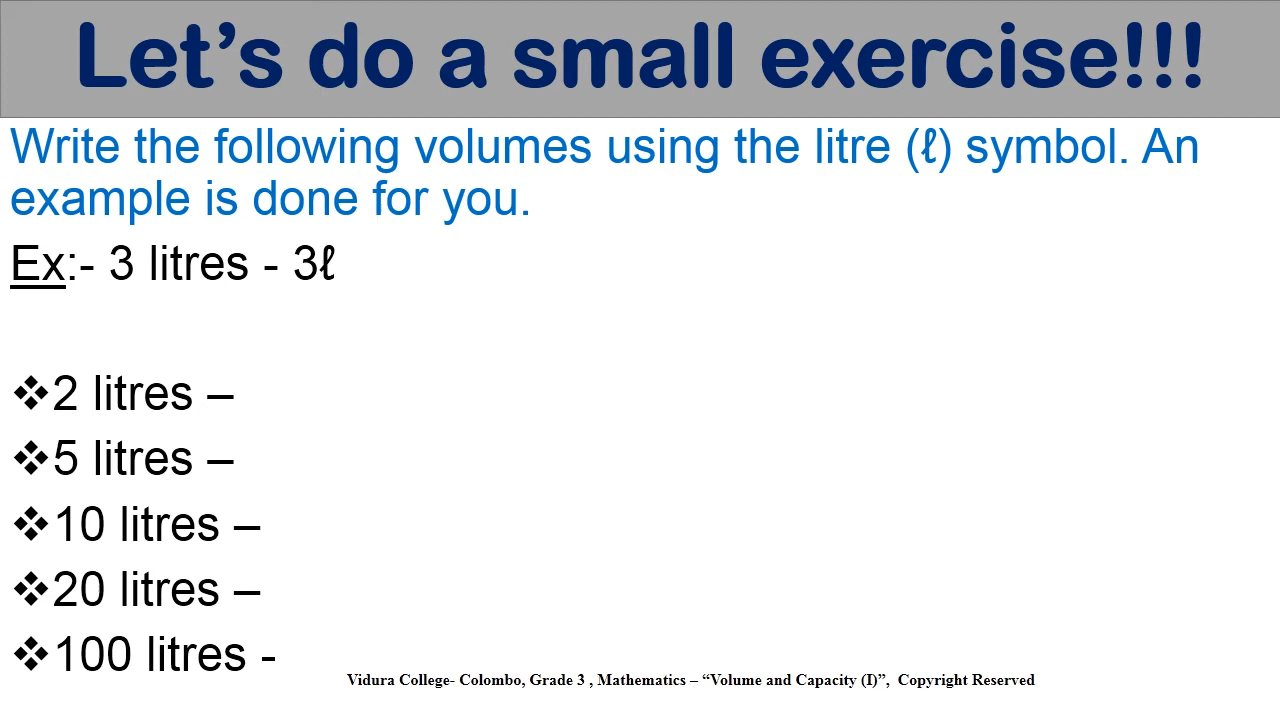 Let’s do a small exercise!!!
Write the following volumes using the litre (ℓ) symbol. An
example is done for you.
Ex:- 3 litres - 3ℓ
❖2 litres –
❖5 litres –
❖10 litres –
❖20 litres –
❖100 litres -
Vidura College- Colombo, Grade 3 , Mathematics – “Volume and Capacity (I)”, Copyright Reserved